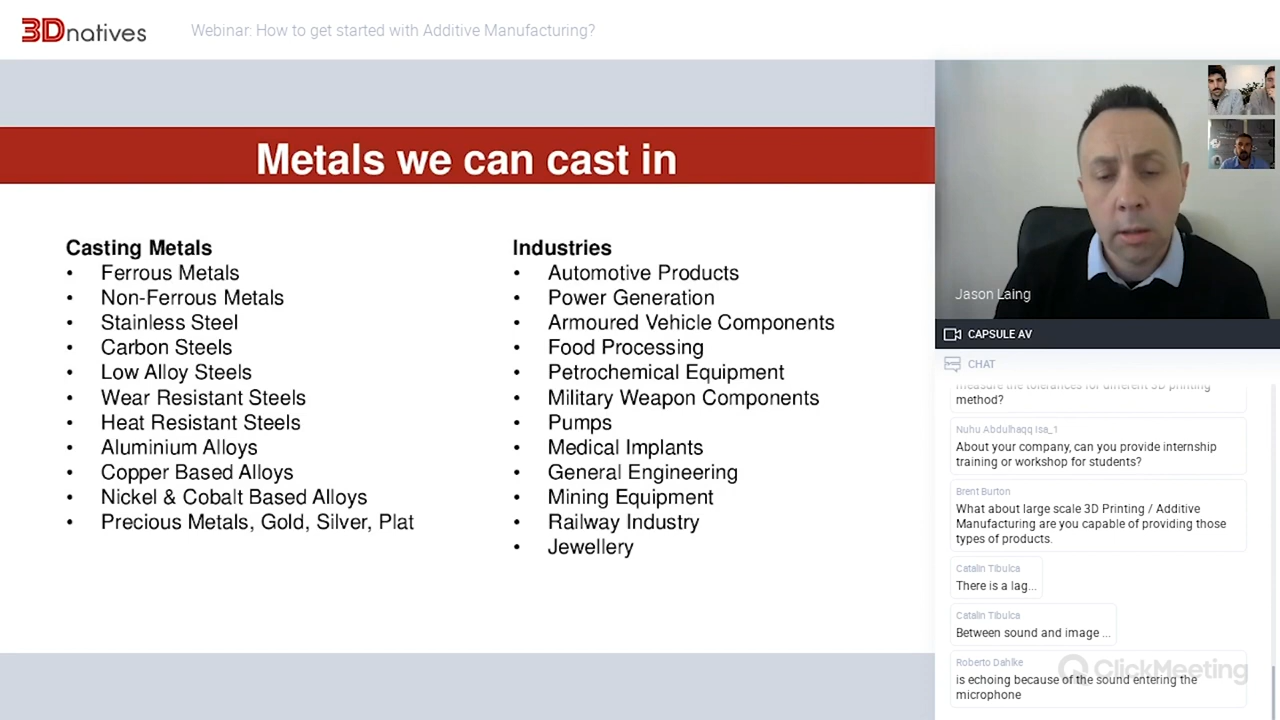 3Dnatives
Webinar: How to get started with Additive Manufacturing?
Metals we can cast in
Casting Metals
• Ferrous Metals
• Non-Ferrous Metals
• Stainless Steel
• Carbon Steels
• Low Alloy Steels
• Wear Resistant Steels
• Heat Resistant Steels
• Aluminium Alloys
• Copper Based Alloys
• Nickel & Cobalt Based Alloys
• Precious Metals, Gold, Silver, Plat
Industries
• Automotive Products
• Power Generation
• Armoured Vehicle Components
• Food Processing
• Petrochemical Equipment
• Military Weapon Components
• Pumps
• Medical Implants
• General Engineering
• Mining Equipment
• Railway Industry
• Jewellery
Jason Laing
CAPSULE AV
CHAT
measure the tolerances for different 3D printing
method?
Nuhu Abdulhaqq Isa_1
About your company, can you provide internship
training or workshop for students?
Brent Burton
What about large scale 3D Printing / Additive
Manufacturing are you capable of providing those
types of products.
Catalin Tibulca
There is a lag...
Catalin Tibulca
Between sound and image ...
Roberto Dahlke
is echoing because of the sound entering the
microphone
ClickMeeting